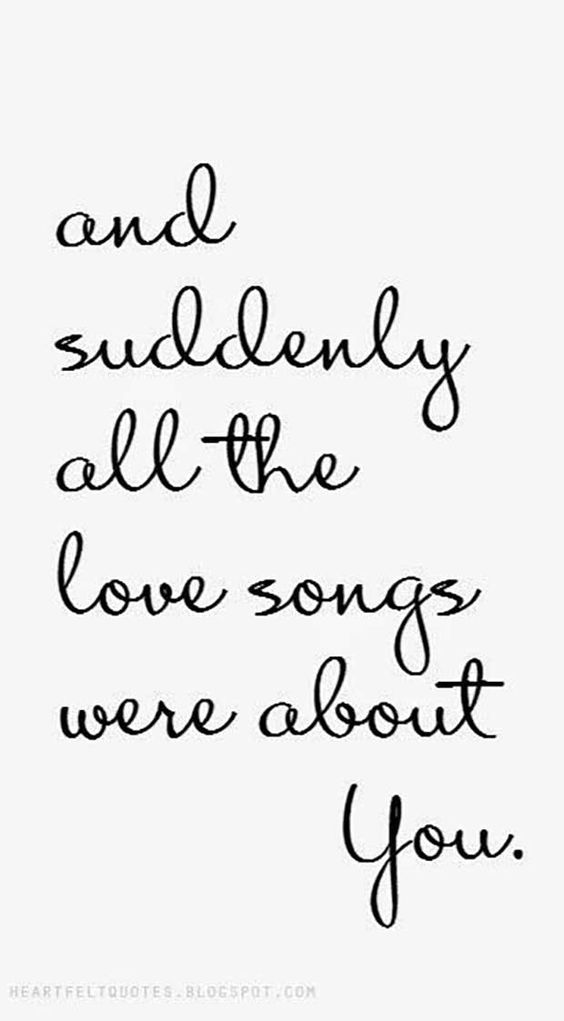 and
suddenly
all the
love songs
were about
You.
HEARTFELTQUOTES.BLOGSPOT.COM